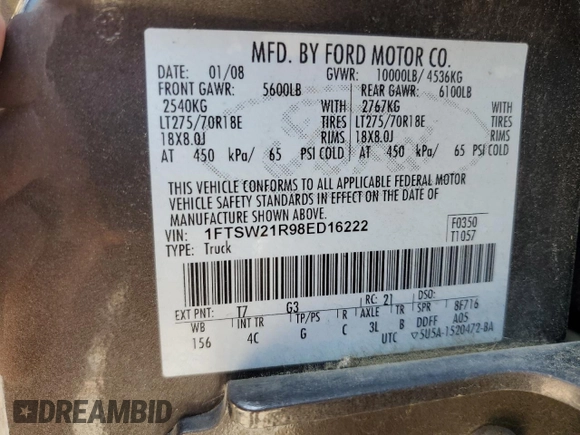 MFD. BY FORD MOTOR CO.
DATE: 01/08 GVWR: 10000LB/ 4536KG
FRONT GAWR: 5600LB REAR GAWR: 6100LB
2540KG WITH 2767KG WITH
LT275/70R18E TIRES LT275/70R18E TIRES
18X8.0J RIMS 18X8.0J RIMS
AT 450 kPa/ 65 PSI COLD AT 450 kPa/ 65 PSI COLD
THIS VEHICLE CONFORMS TO ALL APPLICABLE FEDERAL MOTOR
VEHICLE SAFETY STANDARDS IN EFFECT ON THE DATE OF
MANUFACTURE SHOWN ABOVE.
VIN: 1FTSW21R98ED16222 F0350
TYPE: Truck T1057
EXT PNT: T7 G3 RC: 21 DSO:
WB INT TR TP/PS R AXLE TR SPR 8F716
156 4C G C 3L B DDFF A05
UTC ▽5U5A-1520472-BA
DREAMBID